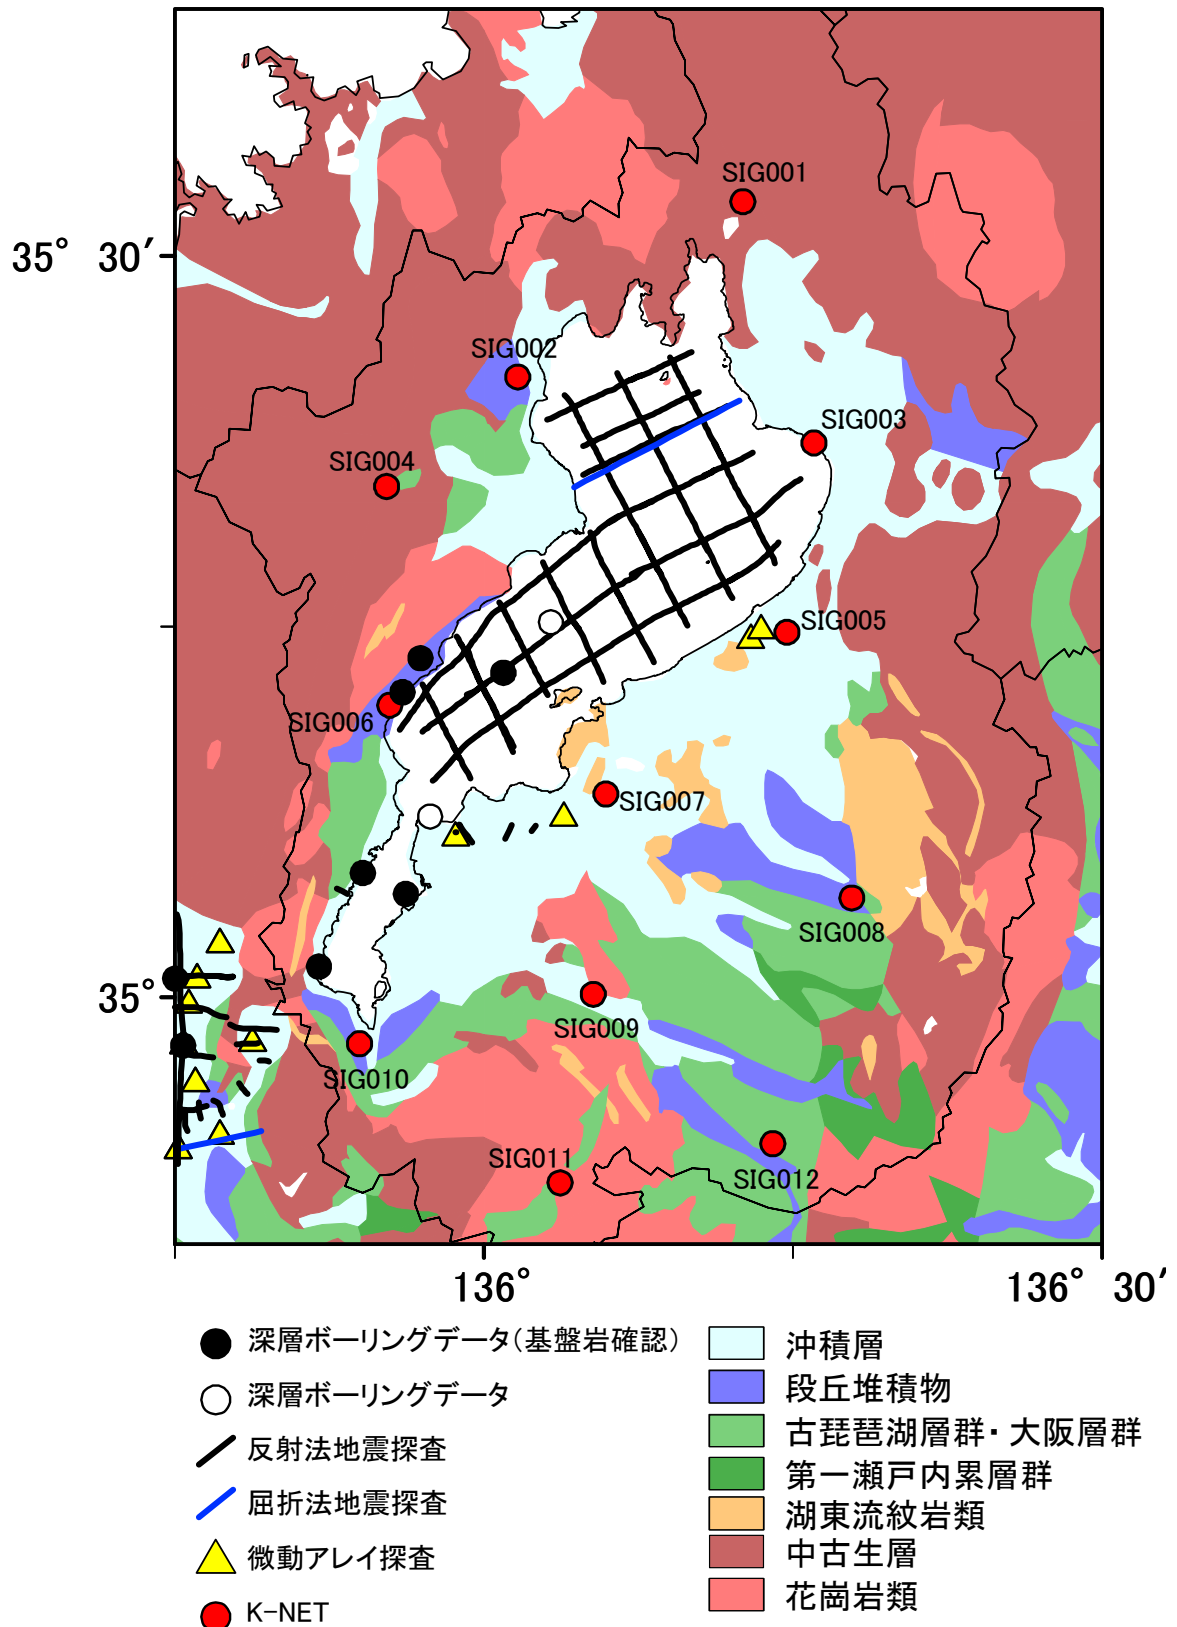 SIG001
35° 30′
SIG002
SIG003
SIG004
SIG005
SIG006
SIG007
SIG008
35°
SIG009
SIG010
SIG011
SIG012
136°
136° 30′
深層ボーリングデータ(基盤岩確認)
深層ボーリングデータ
反射法地震探査
屈折法地震探査
微動アレイ探査
K-NET
沖積層
段丘堆積物
古琵琶湖層群・大阪層群
第一瀬戸内累層群
湖東流紋岩類
中古生層
花崗岩類